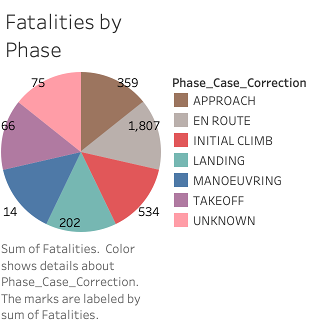 Fatalities by
Phase
75
359
Phase_Case_Correction
APPROACH
66
1,807
EN ROUTE
INITIAL CLIMB
LANDING
MANOEUVRING
14
534
TAKEOFF
202
UNKNOWN
Sum of Fatalities. Color
shows details about
Phase_Case_Correction.
The marks are labeled by
sum of Fatalities.